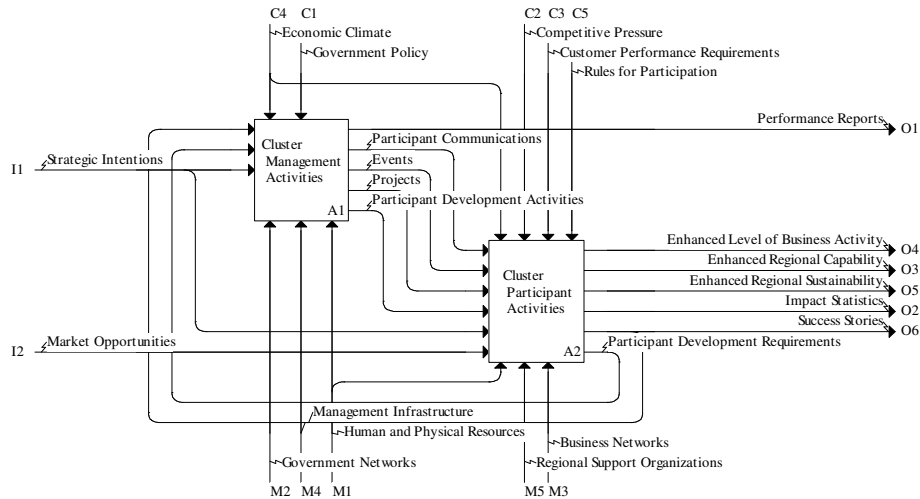 C4 C1 C2 C3 C5
Economic Climate
Competitive Pressure
Government Policy
Customer Performance Requirements
Rules for Participation
Performance Reports
O1
Cluster
Management
Activities
A1
Participant Communications
Events
Projects
Participant Development Activities
I1
Strategic Intentions
Cluster
Participant
Activities
A2
Enhanced Level of Business Activity
O4
Enhanced Regional Capability
O3
Enhanced Regional Sustainability
O5
Impact Statistics
O2
Success Stories
O6
Participant Development Requirements
I2
Market Opportunities
Management Infrastructure
Human and Physical Resources
Business Networks
Government Networks
Regional Support Organizations
M2 M4 M1 M5 M3